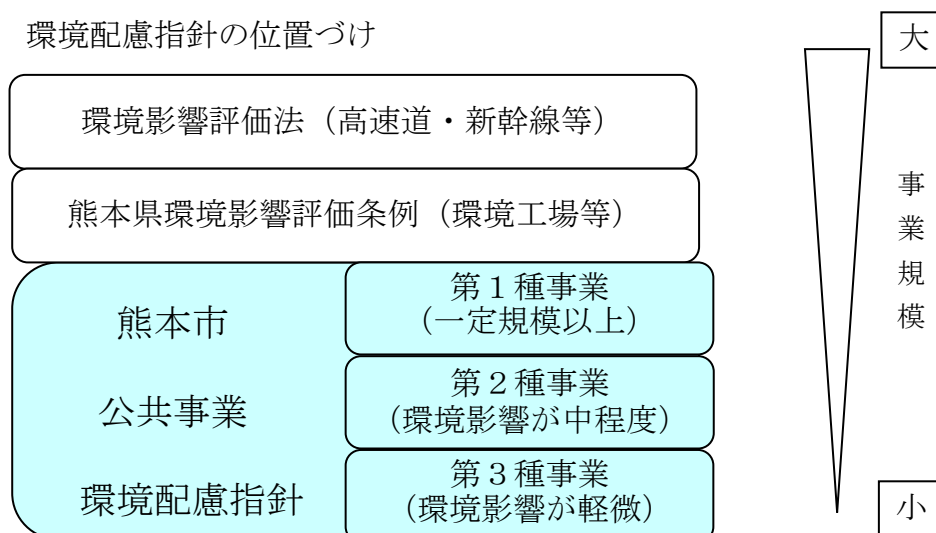 環境配慮指針の位置づけ
大
環境影響評価法（高速道・新幹線等）
熊本県環境影響評価条例（環境工場等）
熊本市
公共事業
環境配慮指針
第１種事業
（一定規模以上）
第２種事業
（環境影響が中程度）
第３種事業
（環境影響が軽微）
事業規模
小